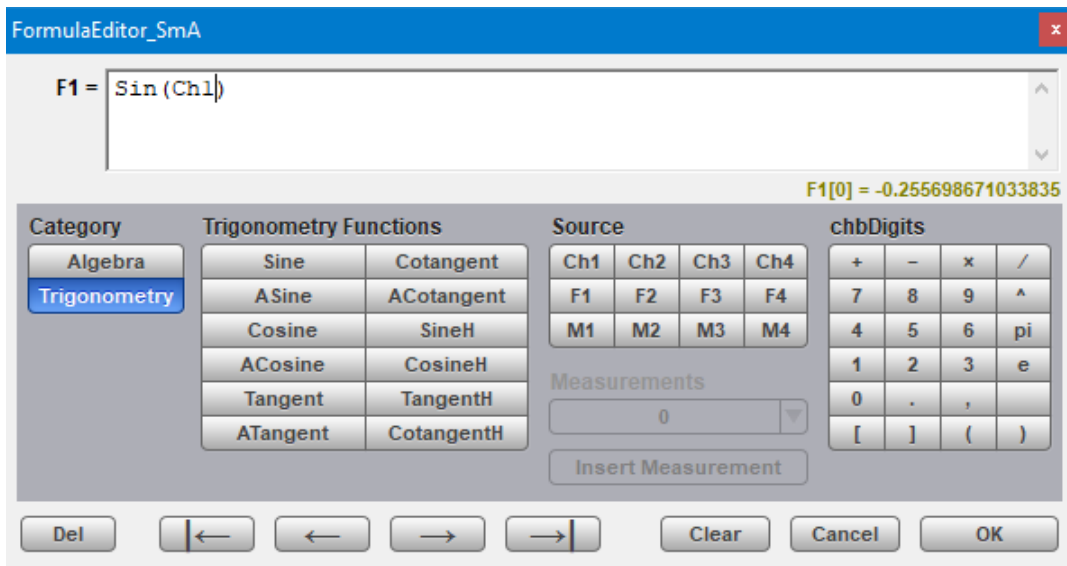 FormulaEditor_SmA x
F1 = Sin(Ch1)
F1[0] = -0.255698671033835
Category Trigonometry Functions Source chbDigits
Algebra Sine Cotangent Ch1 Ch2 Ch3 Ch4 + − × /
Trigonometry ASine ACotangent F1 F2 F3 F4 7 8 9 ^
Cosine SineH M1 M2 M3 M4 4 5 6 pi
ACosine CosineH 1 2 3 e
Measurements
Tangent TangentH 0 0 . ,
ATangent CotangentH [ ] ( )
Insert Measurement
Del |← ← → →| Clear Cancel OK